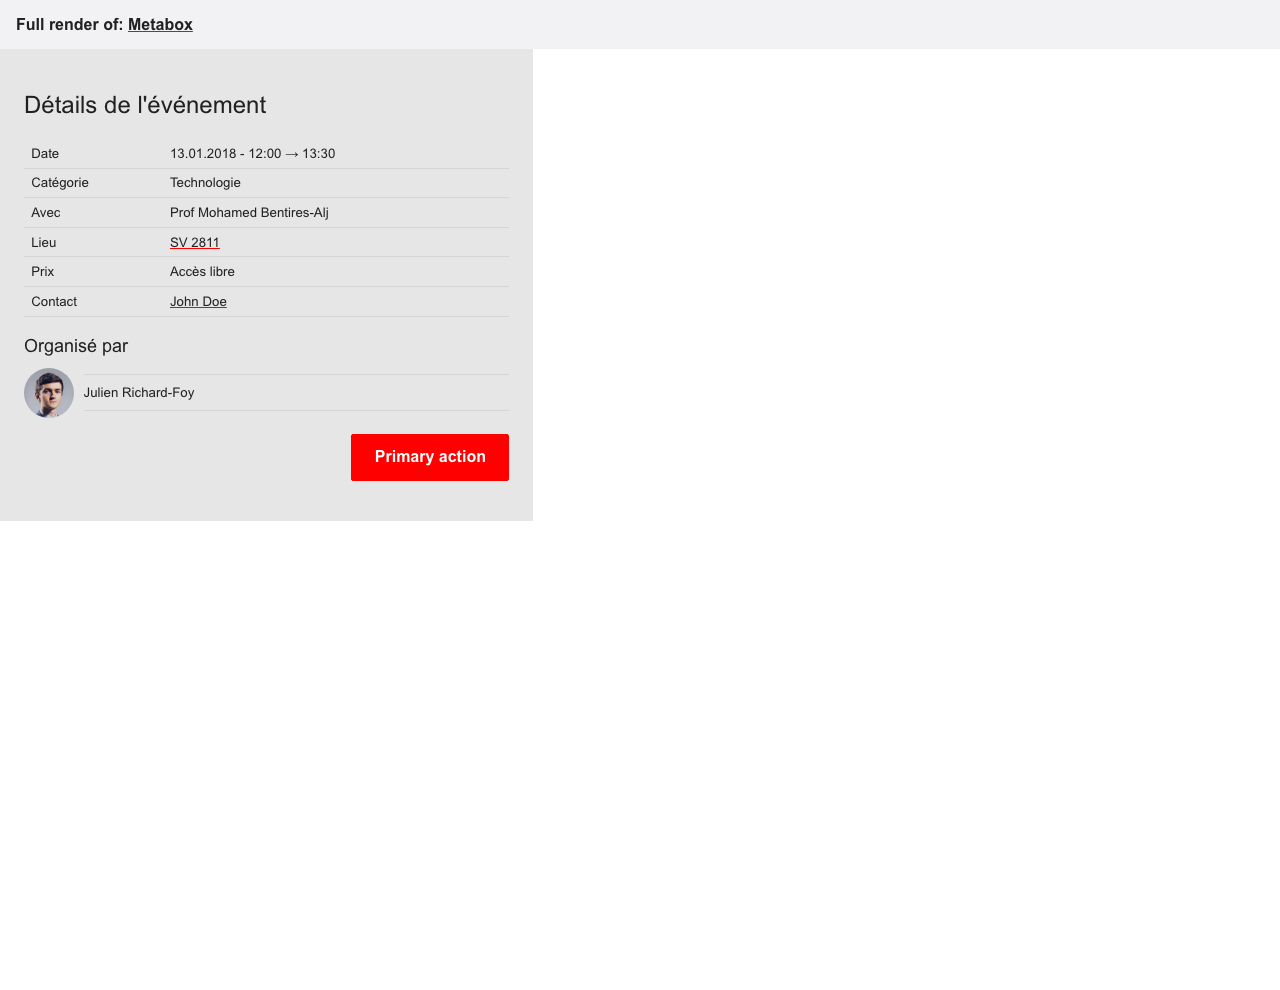 Full render of: Metabox
Détails de l'événement
Date 13.01.2018 - 12:00 → 13:30
Catégorie Technologie
Avec Prof Mohamed Bentires-Alj
Lieu SV 2811
Prix Accès libre
Contact John Doe
Organisé par
Julien Richard-Foy
Primary action